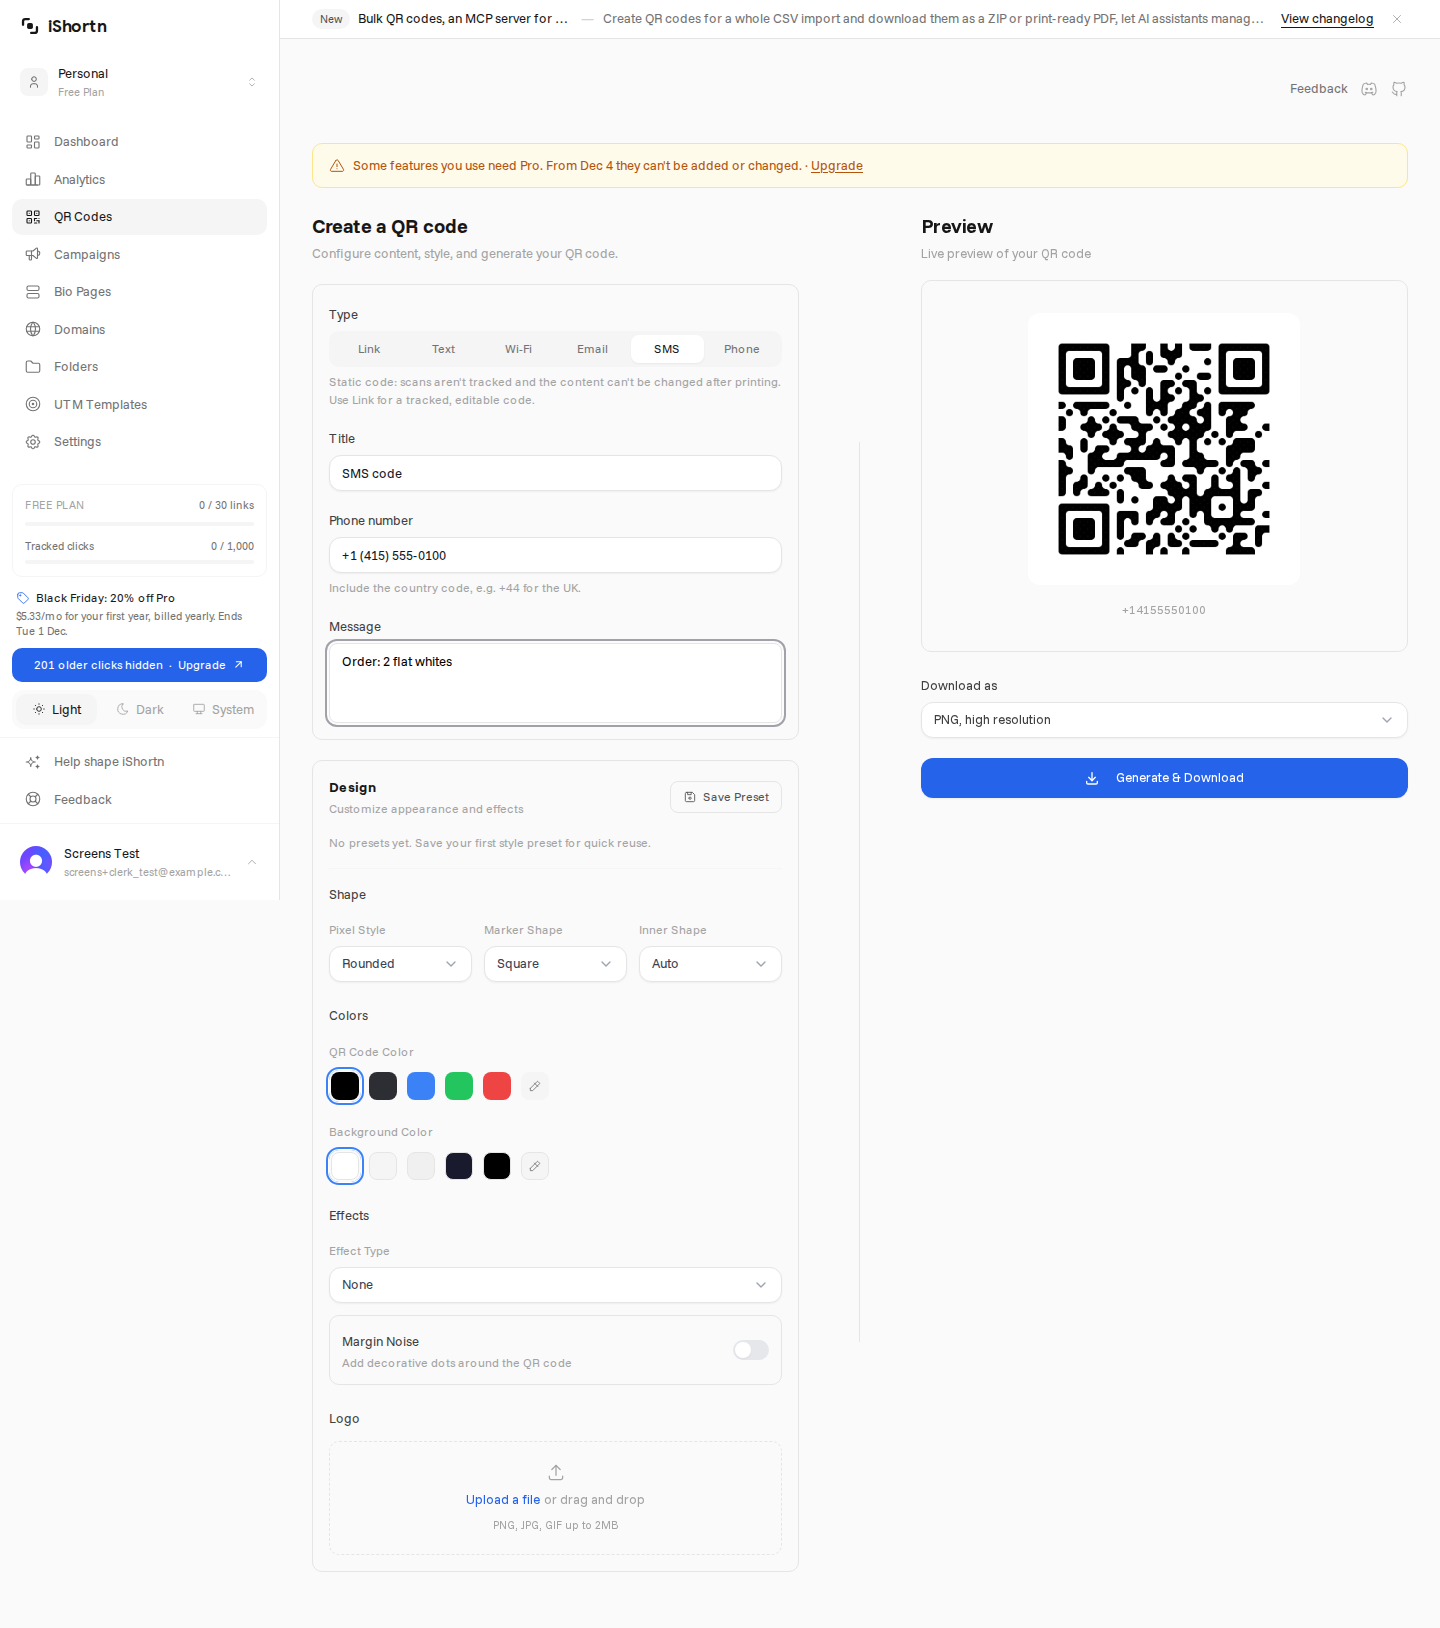 iShortn
Personal
Free Plan
Dashboard
Analytics
QR Codes
Campaigns
Bio Pages
Domains
Folders
UTM Templates
Settings
FREE PLAN 0 / 30 links
Tracked clicks 0 / 1,000
Black Friday: 20% off Pro
$5.33/mo for your first year, billed yearly. Ends
Tue 1 Dec.
201 older clicks hidden · Upgrade
Light Dark System
Help shape iShortn
Feedback
Screens Test
screens+clerk_test@example.c...
New Bulk QR codes, an MCP server for ... — Create QR codes for a whole CSV import and download them as a ZIP or print-ready PDF, let AI assistants manag... View changelog
Feedback
Some features you use need Pro. From Dec 4 they can't be added or changed. · Upgrade
Create a QR code
Configure content, style, and generate your QR code.
Type
Link Text Wi-Fi Email SMS Phone
Static code: scans aren't tracked and the content can't be changed after printing.
Use Link for a tracked, editable code.
Title
SMS code
Phone number
+1 (415) 555-0100
Include the country code, e.g. +44 for the UK.
Message
Order: 2 flat whites
Design
Customize appearance and effects
Save Preset
No presets yet. Save your first style preset for quick reuse.
Shape
Pixel Style Marker Shape Inner Shape
Rounded Square Auto
Colors
QR Code Color
Background Color
Effects
Effect Type
None
Margin Noise
Add decorative dots around the QR code
Logo
Upload a file or drag and drop
PNG, JPG, GIF up to 2MB
Preview
Live preview of your QR code
+14155550100
Download as
PNG, high resolution
Generate & Download